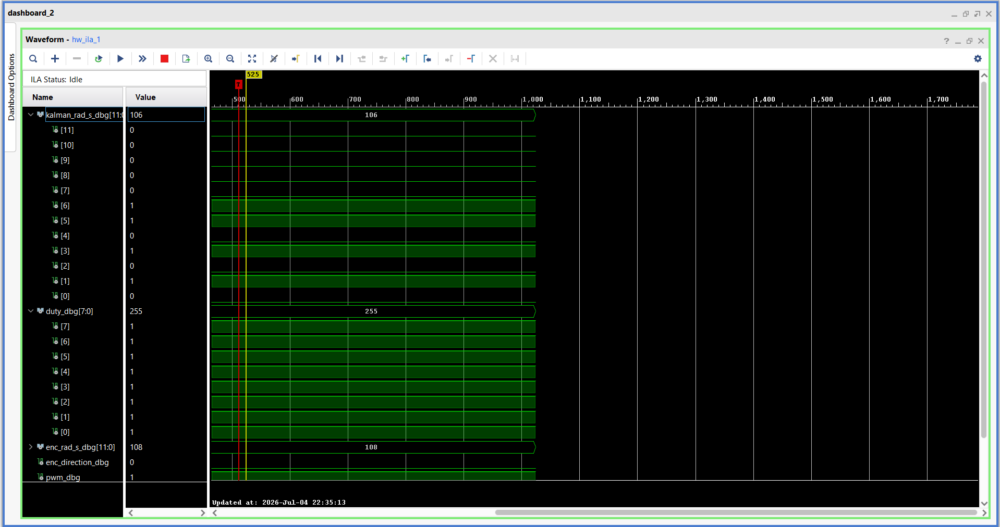 dashboard_2
Dashboard Options
Waveform - hw_ila_1
ILA Status: Idle
Name Value
525
T
500 600 700 800 900 1,000 1,100 1,200 1,300 1,400 1,500 1,600 1,700
kalman_rad_s_dbg[11:0 106 106
[11] 0
[10] 0
[9] 0
[8] 0
[7] 0
[6] 1
[5] 1
[4] 0
[3] 1
[2] 0
[1] 1
[0] 0
duty_dbg[7:0] 255 255
[7] 1
[6] 1
[5] 1
[4] 1
[3] 1
[2] 1
[1] 1
[0] 1
enc_rad_s_dbg[11:0] 108 108
enc_direction_dbg 0
pwm_dbg 1
Updated at: 2026-Jul-04 22:35:13